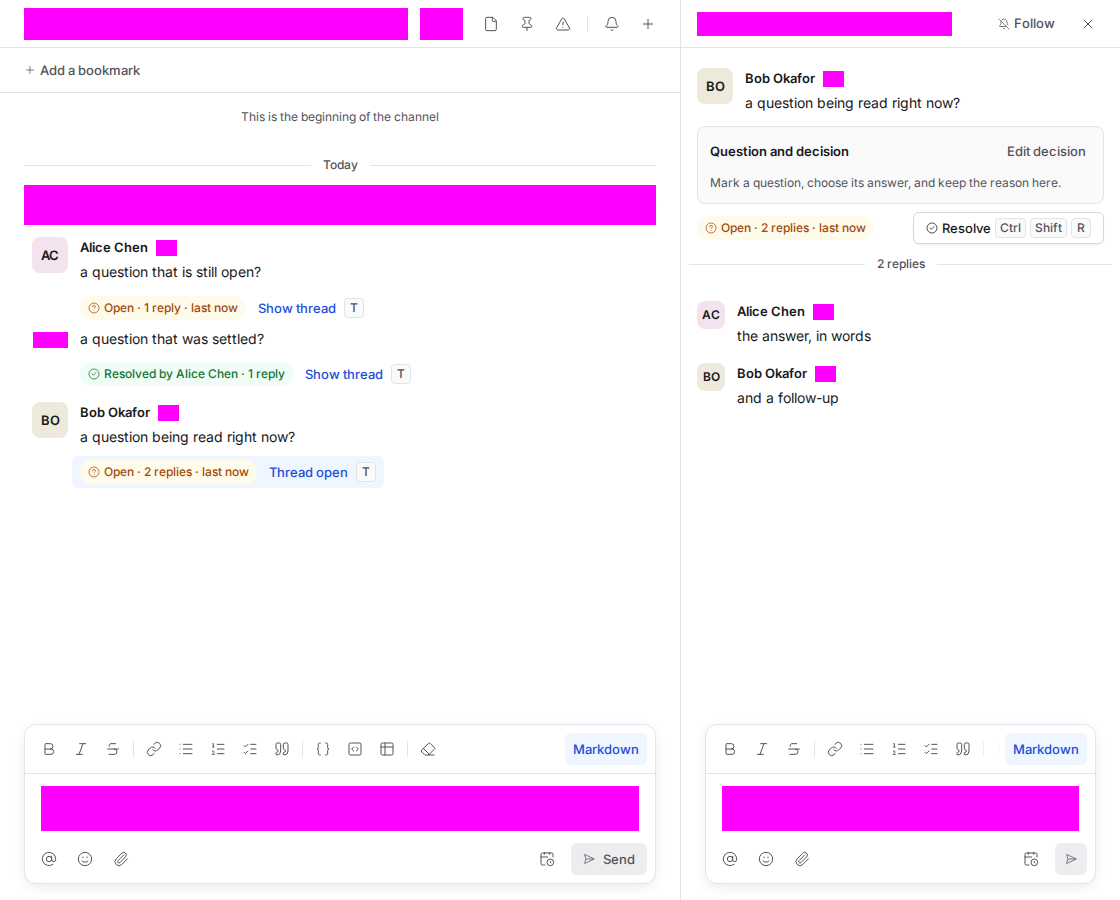 Add a bookmark
This is the beginning of the channel
Today
AC
Alice Chen
a question that is still open?
Open · 1 reply · last now
Show thread
T
a question that was settled?
Resolved by Alice Chen · 1 reply
Show thread
T
BO
Bob Okafor
a question being read right now?
Open · 2 replies · last now
Thread open
T
Markdown
Send
Follow
BO
Bob Okafor
a question being read right now?
Question and decision
Edit decision
Mark a question, choose its answer, and keep the reason here.
Open · 2 replies · last now
Resolve Ctrl Shift R
2 replies
AC
Alice Chen
the answer, in words
BO
Bob Okafor
and a follow-up
Markdown